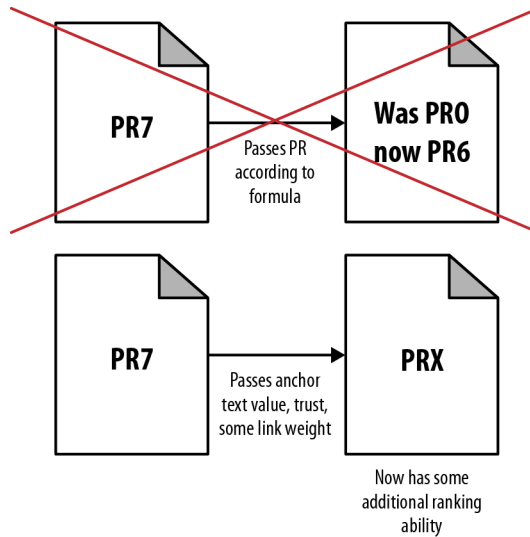 PR7
Was PR0
now PR6
Passes PR
according to
formula
PR7
PRX
Passes anchor
text value, trust,
some link weight
Now has some
additional ranking
ability